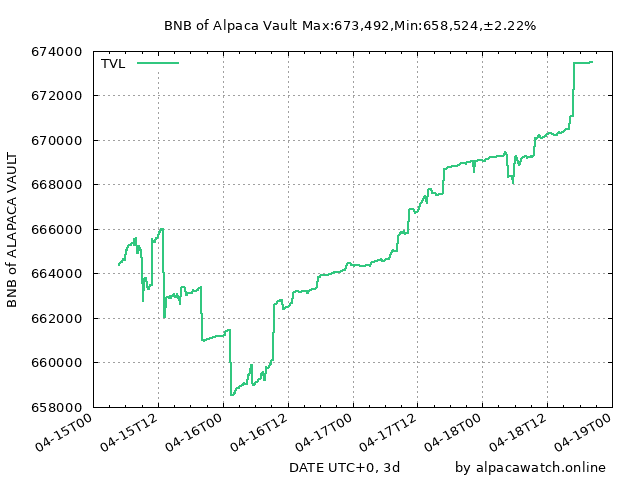 BNB of Alpaca Vault Max:673,492,Min:658,524,±2.22%
674000
TVL
672000
670000
668000
666000
664000
662000
660000
658000
BNB of ALAPACA VAULT
04-15T00
04-15T12
04-16T00
04-16T12
04-17T00
04-17T12
04-18T00
04-18T12
04-19T00
DATE UTC+0, 3d
by alpacawatch.online